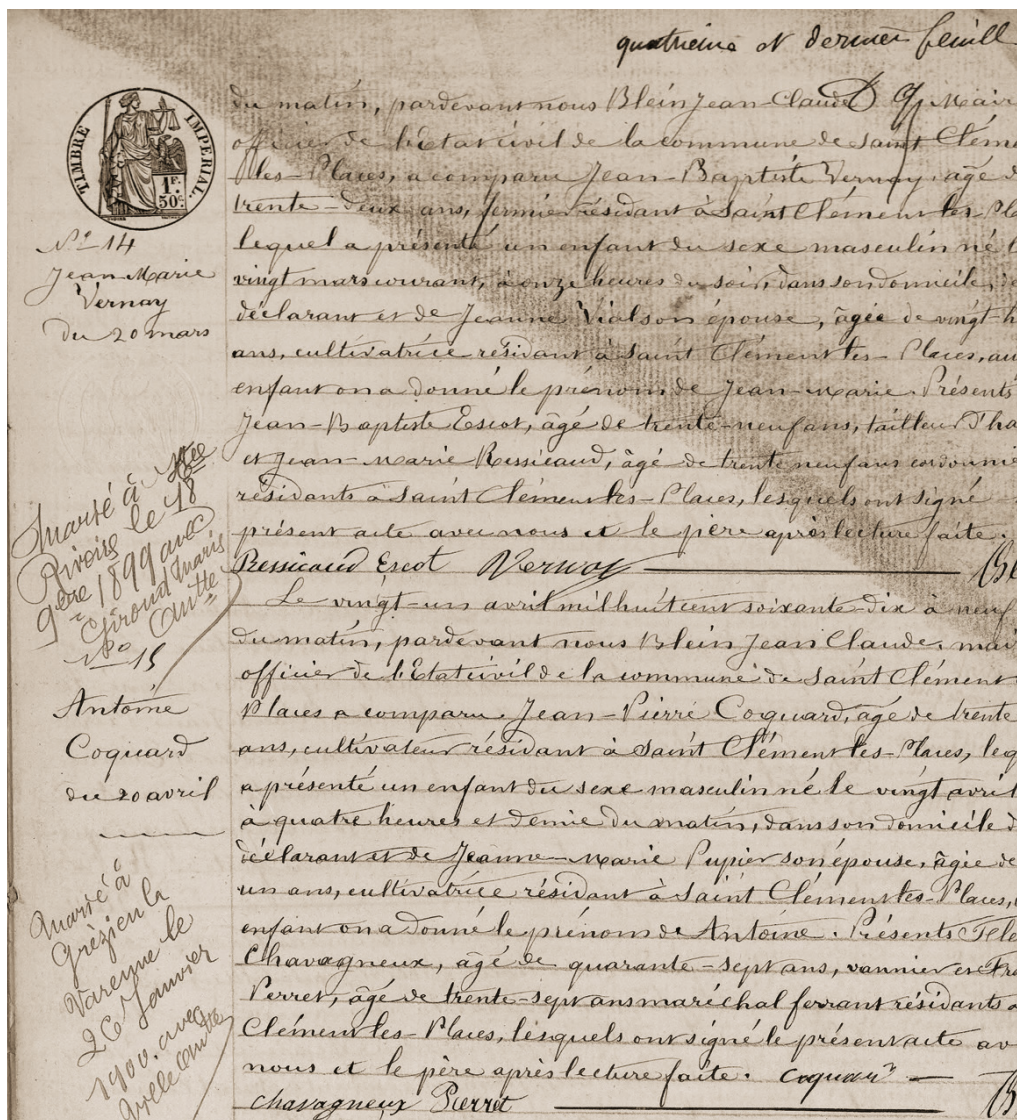 quatrième et dernier feuill
TIMBRE IMPERIAL.
1F.
50c
du matin, pardevant nous Blein Jean-Claude Maire
officier de l'Etat civil de la commune de Saint Cléme
les-Places, a comparu Jean-Baptiste Vernay, âgé d
trente-deux ans, fermier résidant à Saint Clément les Pla
lequel a présenté un enfant du sexe masculin né l
vingt mars courant, à onze heures du soir, dans son domicile, de
déclarant et de Jeanne Vial son épouse, âgée de vingt-h
ans, cultivatrice résidant à Saint Clément les-Places, au
enfant on a donné le prénom de Jean-Marie. Présents
Jean-Baptiste Escot, âgé de trente-neuf ans, tailleur
et Jean-Marie Ressicaud, âgé de trente neuf ans cordonnie
résidants à Saint Clément les-Places, lesquels ont signé
présent acte avec nous et le père après lecture faite.
Ressicaud Escot Vernay
N° 14
Jean Marie
Vernay
du 20 mars
Marié à Ste
le 18
9bre 1899 avec
Giroud Marie
Antte
Le vingt-un avril mil huit cent soixante-dix à neuf
du matin, pardevant nous Blein Jean Claude, mai
officier de l'Etat civil de la commune de Saint Clément
Places a comparu Jean-Pierre Coquard, âgé de trente
ans, cultivateur résidant à Saint Clément les-Places, leq
a présenté un enfant du sexe masculin né le vingt avril
à quatre heures et demie du matin, dans son domicile d
déclarant et de Jeanne-Marie Pupier son épouse, âgée de
un ans, cultivatrice résidant à Saint Clément les-Places,
enfant on a donné le prénom de Antoine. Présents Fle
Chavagneux, âgé de quarante-sept ans, vannier et Fra
Perret, âgé de trente-sept ans maréchal ferrant résidants
Clément les-Places, lesquels ont signé le présent acte av
nous et le père après lecture faite. Coquard
Chavagneux Pierret
N° 15
Antoine
Coquard
du 20 avril
Marié à
Grézieu la
Varenne le
26 Janvier
1900. avec